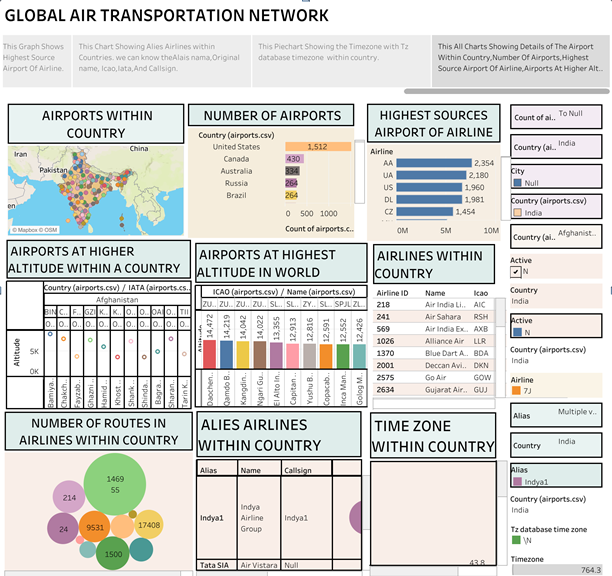 GLOBAL AIR TRANSPORTATION NETWORK
This Graph Shows
Highest Source
Airport Of Airline.
This Chart Showing Alies Airlines within
Countries. we can know theAlais nama,Original
name, Icao,Iata,And Callsign.
This Piechart Showing the Timezone with Tz
database timezone within country.
This All Charts Showing Details of The Airport
Within Country,Number Of Airports,Highest
Source Airport Of Airline,Airports At Higher Alt..
AIRPORTS WITHIN
COUNTRY
China
Pakistan
© Mapbox © OSM
NUMBER OF AIRPORTS
Country (airports.csv)
United States 1,512
Canada 430
Australia 334
Russia 264
Brazil 264
0 500 1000
Count of airports.c..
HIGHEST SOURCES
AIRPORT OF AIRLINE
Airline
AA 2,354
UA 2,180
US 1,960
DL 1,981
CZ 1,454
0M 5M 10M
Count of ai.. To Null
Country (ai.. India
City
Null
Country (airports.csv)
India
Country (ai.. Afghanist..
Active
N
Country
India
Active
N
Country (airports.csv)
India
Airline
7J
Alias Multiple v..
Country India
Alias
Indya1
Country (airports.csv)
India
Tz database time zone
\N
Timezone
764.3
AIRPORTS AT HIGHER
ALTITUDE WITHIN A COUNTRY
Country (airports.csv) / IATA (airports.cs..
Afghanistan
BIN C.. F.. GZI K.. O.. O.. OAI O.. TII
Altitude
5K
0K
Bamiya..
Chakch..
Fayzab..
Ghazni..
Hamid ..
Khost ..
Shank ..
Shinda..
Bagra..
Sharan..
Tarin K..
AIRPORTS AT HIGHEST
ALTITUDE IN WORLD
ICAO (airports.csv) / Name (airports.csv)
ZU.. ZU.. ZU.. ZU.. SL.. SL.. ZY.. SL.. SPJL ZL..
14,472 14,219 14,042 14,022 13,355 12,913 12,816 12,591 12,552 12,426
Daochen..
Qamdo B..
Kangdin..
Ngari Gu..
El Alto In..
Capitan ..
Yushu B..
Copacab..
Inca Man..
Golog M..
AIRLINES WITHIN
COUNTRY
Airline ID Name Icao
218 Air India Li.. AIC
241 Air Sahara RSH
569 Air India Ex.. AXB
1026 Alliance Air LLR
1370 Blue Dart A.. BDA
2001 Deccan Avi.. DKN
2575 Go Air GOW
2634 Gujarat Air.. GUJ
NUMBER OF ROUTES IN
AIRLINES WITHIN COUNTRY
1469
55
214
24
9531
17408
1500
ALIES AIRLINES
WITHIN COUNTRY
Alias Name Callsign
Indya1 Indya
Airline
Group Indya1
Tata SIA Air Vistara Null
TIME ZONE
WITHIN COUNTRY
43.8